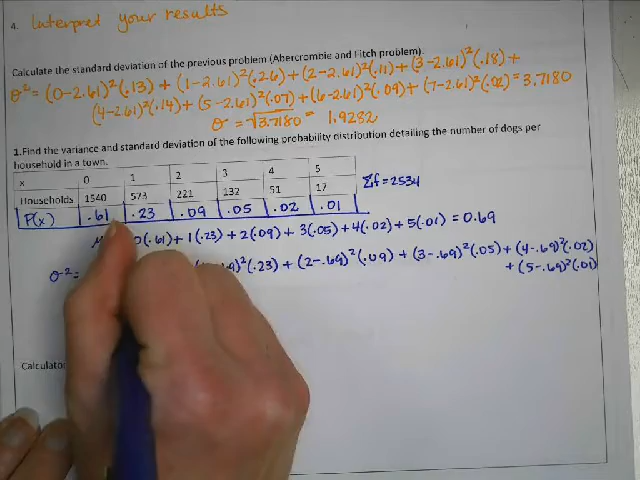 4. Interpret your results
Calculate the standard deviation of the previous problem (Abercrombie and Fitch problem).
σ² = (0-2.61)²(.13) + (1-2.61)²(.26) + (2-2.61)²(.11) + (3-2.61)²(.18) +
(4-2.61)²(.14) + (5-2.61)²(.07) + (6-2.61)²(.09) + (7-2.61)²(.02) = 3.7180
σ = √3.7180 = 1.9282
1.Find the variance and standard deviation of the following probability distribution detailing the number of dogs per
household in a town.
x 0 1 2 3 4 5
Households 1540 573 221 132 51 17 Σf = 2534
P(x) .61 .23 .09 .05 .02 .01
0(.61) + 1(.23) + 2(.09) + 3(.05) + 4(.02) + 5(.01) = 0.69
σ² = 9)²(.23) + (2-.69)²(.09) + (3-.69)²(.05) + (4-.69)²(.02)
+ (5-.69)²(.01)
Calculator